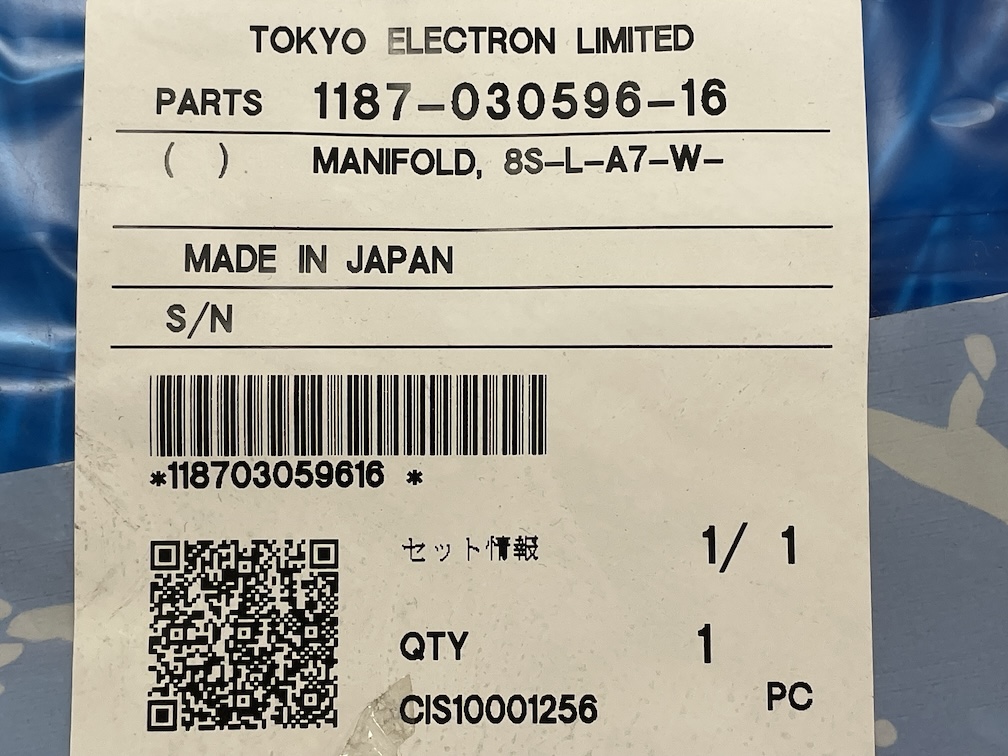 TOKYO ELECTRON LIMITED
PARTS 1187-030596-16
( ) MANIFOLD, 8S-L-A7-W-
MADE IN JAPAN
S/N
*118703059616 *
セット情報 1/ 1
QTY 1
CIS10001256 PC